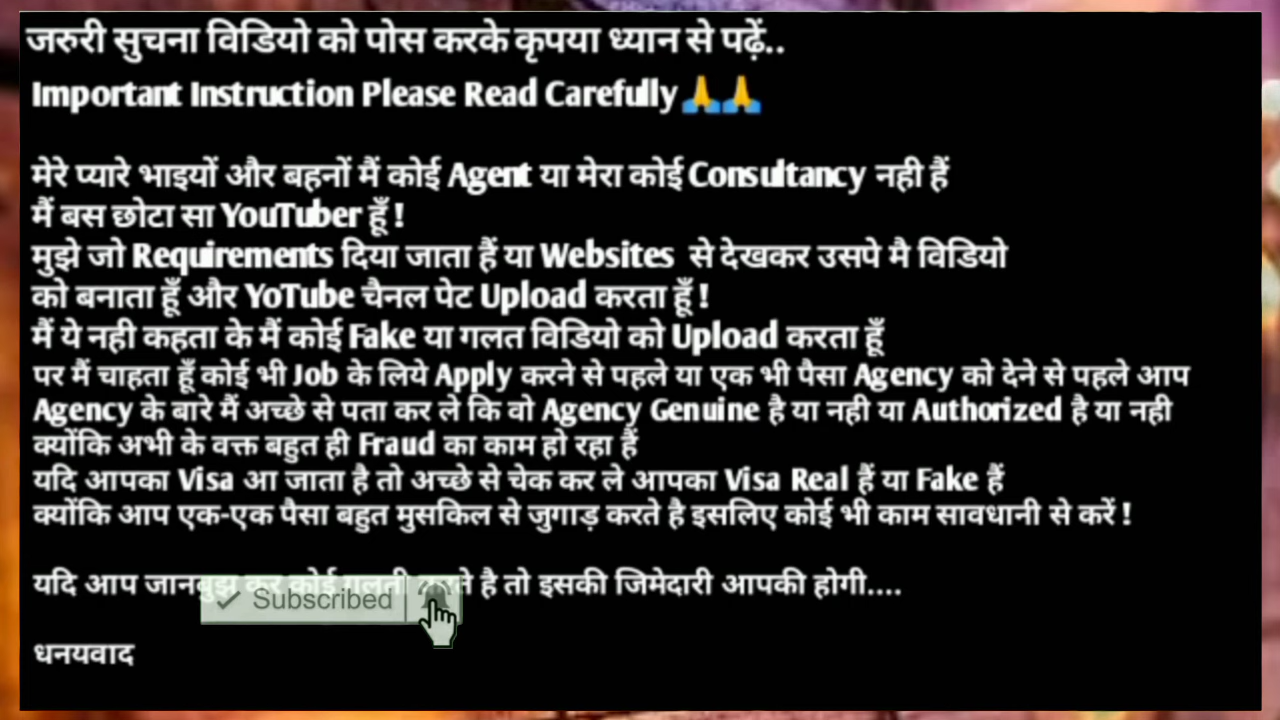 जरुरी सुचना विडियो को पोस करके कृपया ध्यान से पढ़ें..
Important Instruction Please Read Carefully🙏🙏
मेरे प्यारे भाइयों और बहनों मैं कोई Agent या मेरा कोई Consultancy नही हैं
मैं बस छोटा सा YouTuber हूँ !
मुझे जो Requirements दिया जाता हैं या Websites से देखकर उसपे मै विडियो
को बनाता हूँ और YoTube चैनल पेट Upload करता हूँ !
मैं ये नही कहता के मैं कोई Fake या गलत विडियो को Upload करता हूँ
पर मैं चाहता हूँ कोई भी Job के लिये Apply करने से पहले या एक भी पैसा Agency को देने से पहले आप
Agency के बारे मैं अच्छे से पता कर ले कि वो Agency Genuine है या नही या Authorized है या नही
क्योंकि अभी के वक्त बहुत ही Fraud का काम हो रहा हैं
यदि आपका Visa आ जाता है तो अच्छे से चेक कर ले आपका Visa Real हैं या Fake हैं
क्योंकि आप एक-एक पैसा बहुत मुसकिल से जुगाड़ करते है इसलिए कोई भी काम सावधानी से करें !
यदि आप जानबुझ कर कोई गलती करते है तो इसकी जिमेदारी आपकी होगी....
Subscribed
धनयवाद